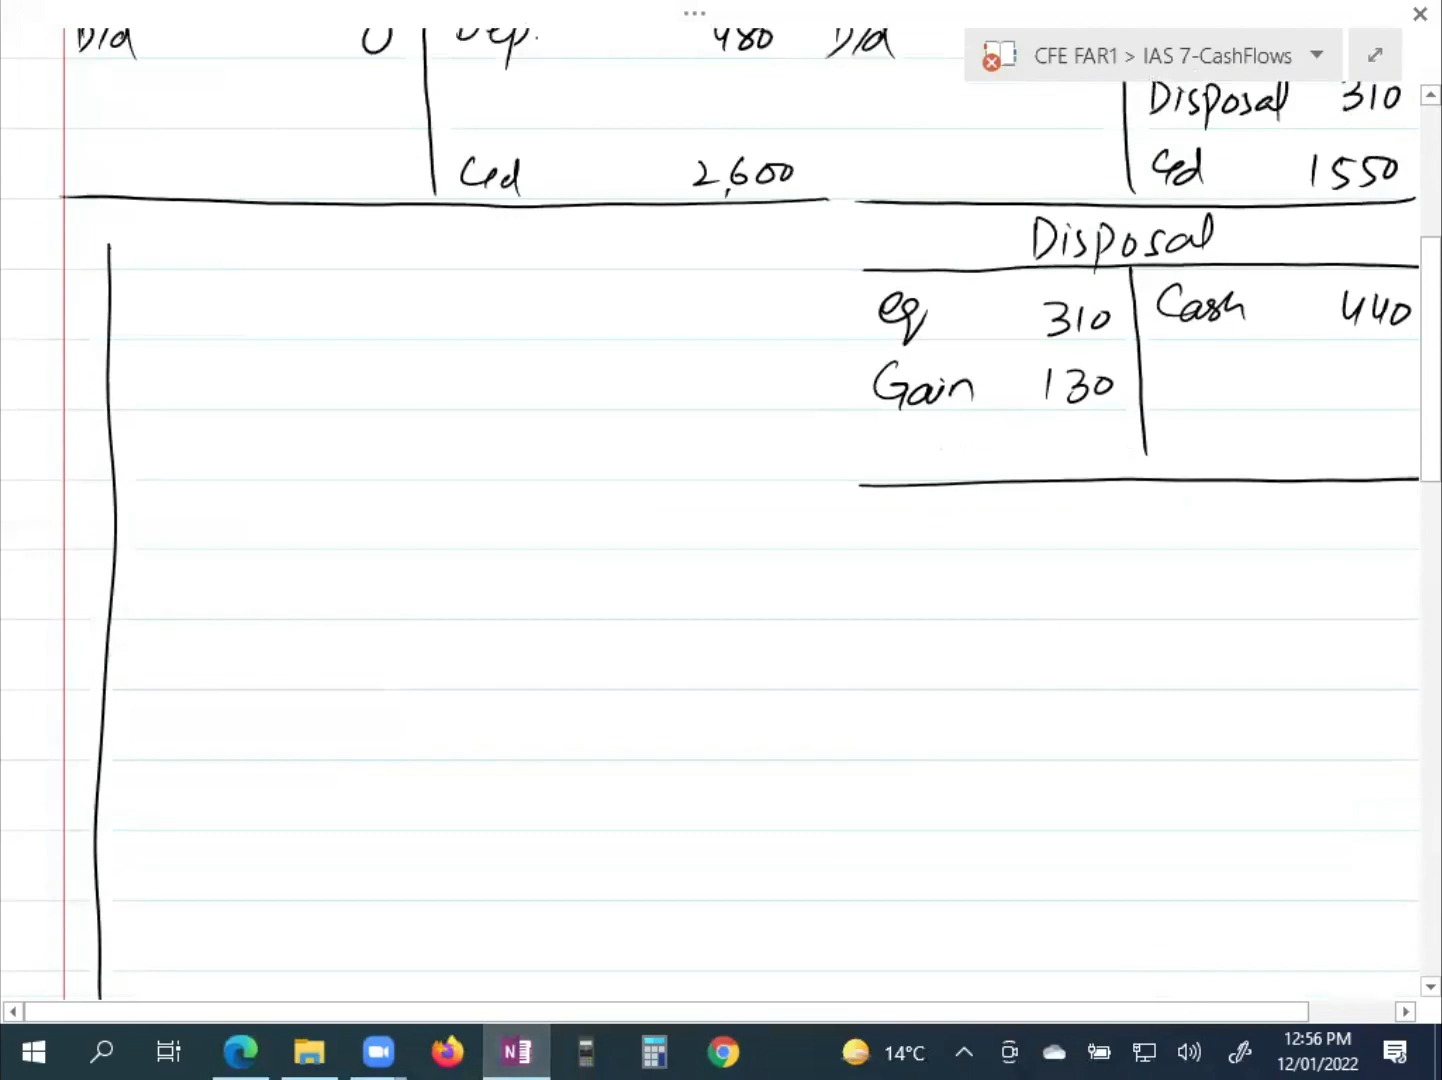 CFE FAR1 > IAS 7-CashFlows
Dep. 480
Disposal 310
C/d 2,600
C/d 1550
Disposal
eq 310 Cash 440
Gain 130
14°C
12:56 PM
12/01/2022